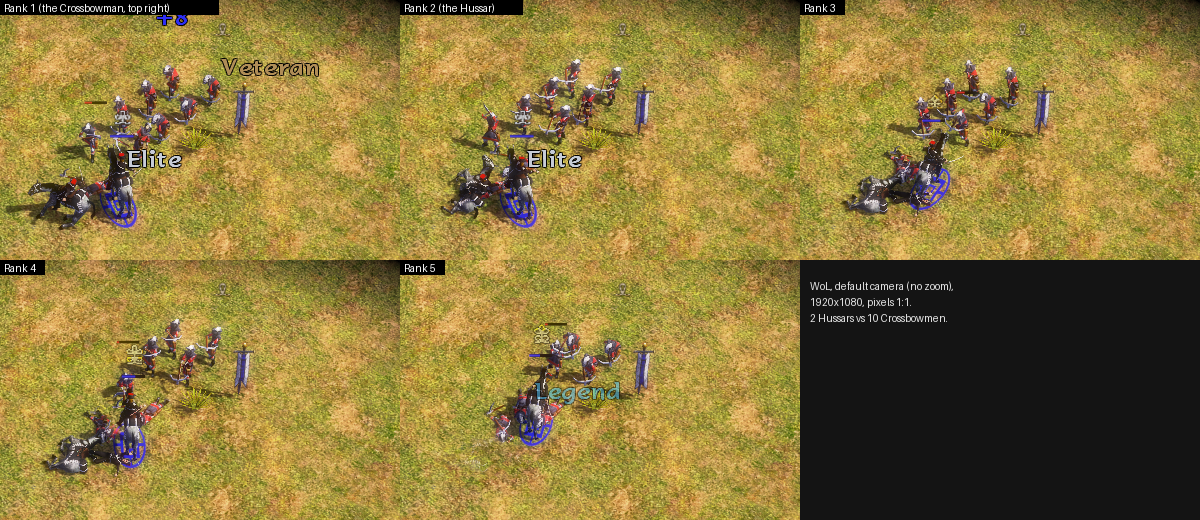 Rank 1 (the Crossbowman, top right)
+8
Veteran
Elite
Rank 2 (the Hussar)
Elite
Rank 3
Rank 4
Rank 5
Legend
WoL, default camera (no zoom),
1920x1080, pixels 1:1.
2 Hussars vs 10 Crossbowmen.